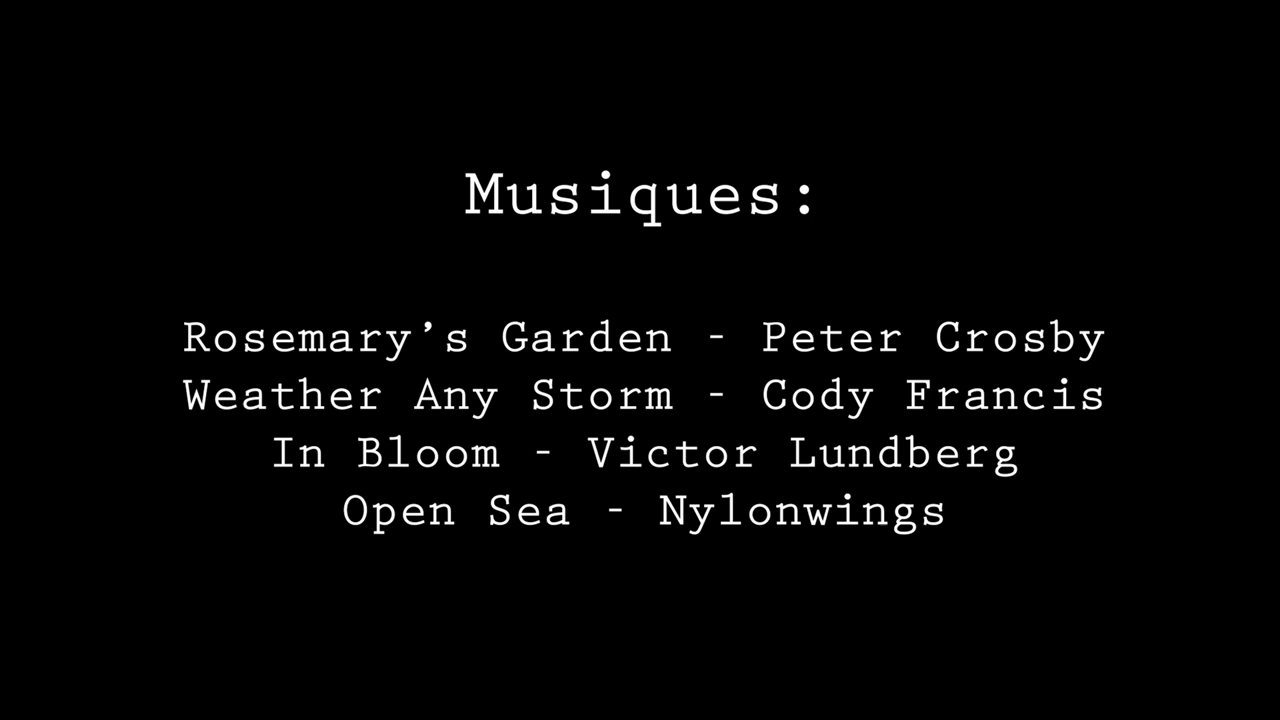 Musiques:
Rosemary’s Garden - Peter Crosby
Weather Any Storm - Cody Francis
In Bloom - Victor Lundberg
Open Sea - Nylonwings